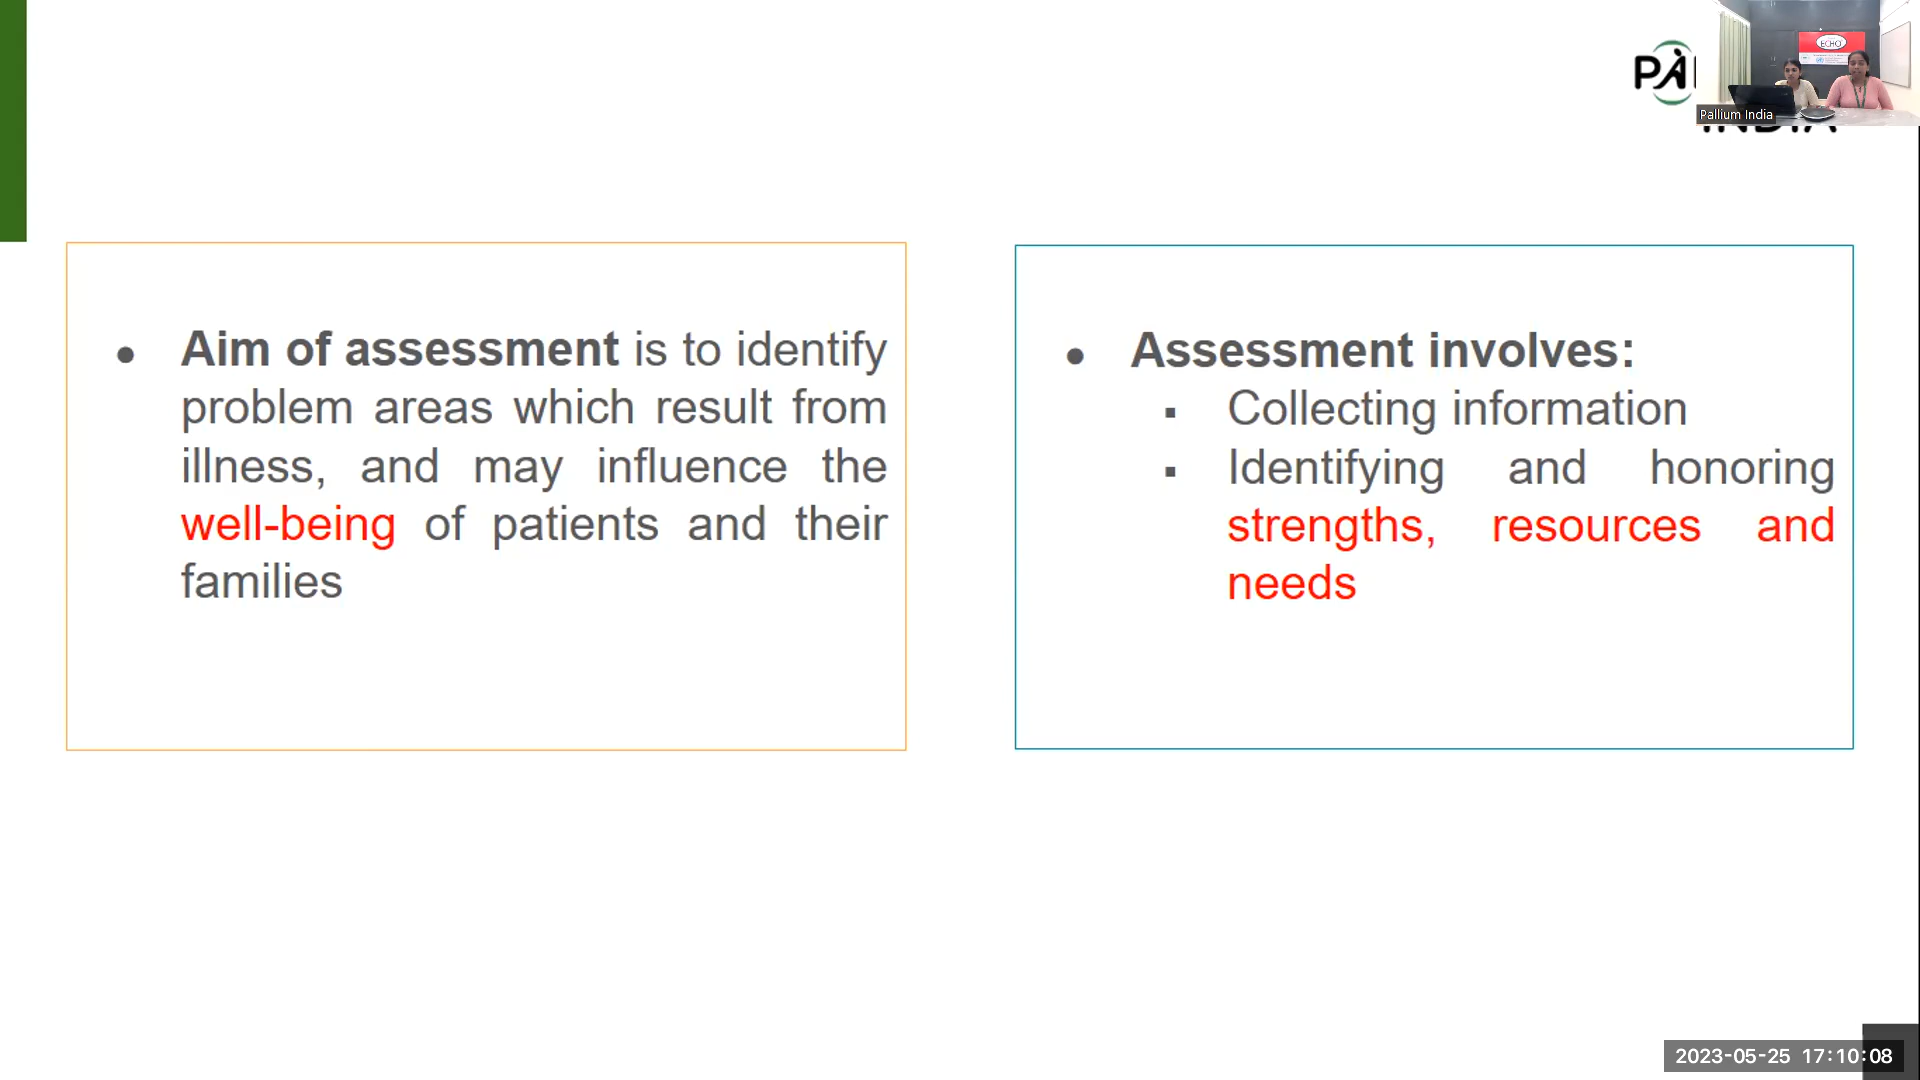 ECHO
Pallium India
INDIA
Aim of assessment is to identify
problem areas which result from
illness, and may influence the
well-being of patients and their
families
Assessment involves:
Collecting information
Identifying and honoring
strengths, resources and
needs
2023-05-25 17:10:08